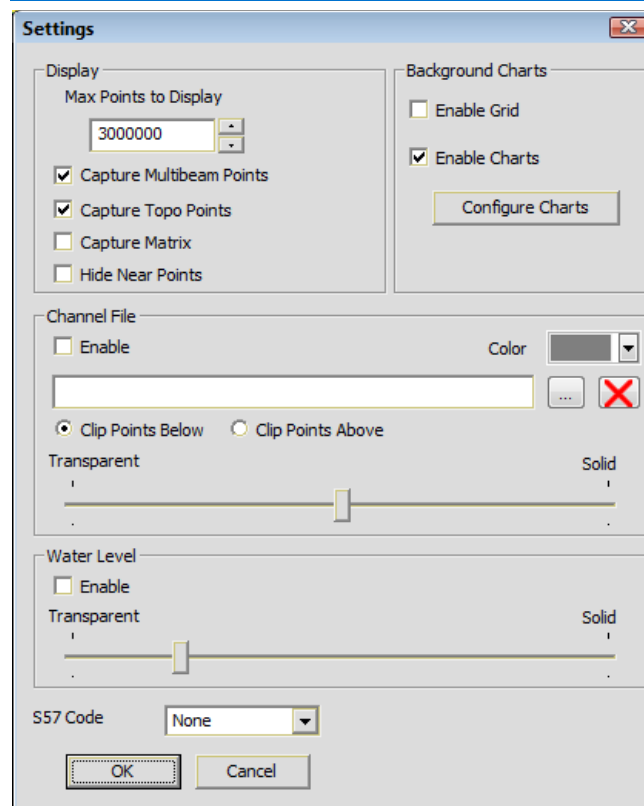 Settings
Display
Max Points to Display
3000000
Capture Multibeam Points
Capture Topo Points
Capture Matrix
Hide Near Points
Background Charts
Enable Grid
Enable Charts
Configure Charts
Channel File
Enable
Color
...
Clip Points Below Clip Points Above
Transparent Solid
Water Level
Enable
Transparent Solid
S57 Code None
OK Cancel